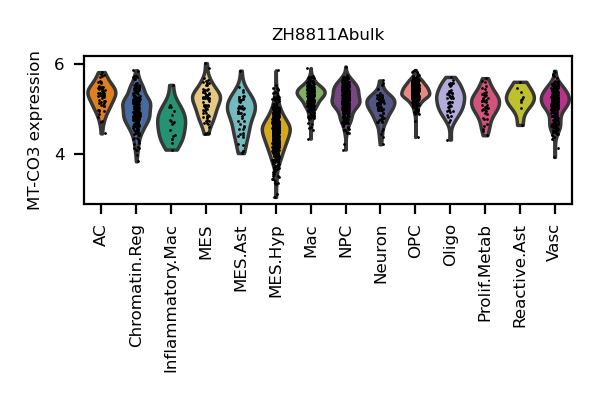 ZH8811Abulk
MT-CO3 expression
6
4
AC
Chromatin.Reg
Inflammatory.Mac
MES
MES.Ast
MES.Hyp
Mac
NPC
Neuron
OPC
Oligo
Prolif.Metab
Reactive.Ast
Vasc